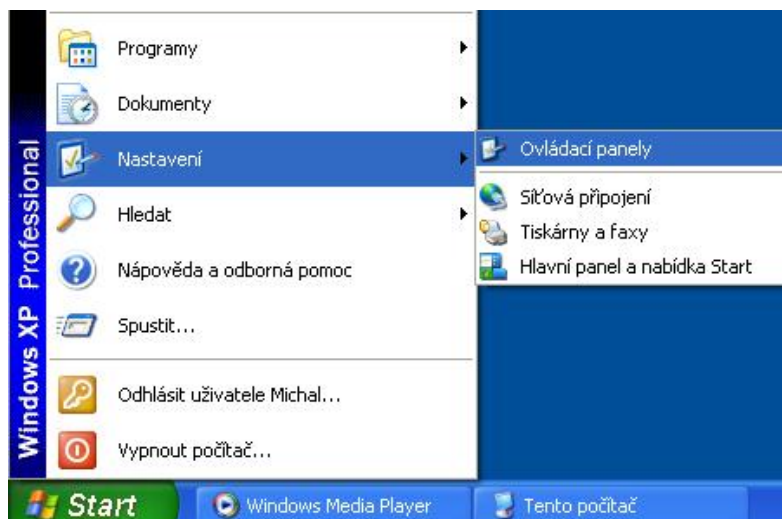 Windows XP Professional
Programy
Dokumenty
Nastavení
Hledat
Nápověda a odborná pomoc
Spustit...
Odhlásit uživatele Michal...
Vypnout počítač...
Ovládací panely
Síťová připojení
Tiskárny a faxy
Hlavní panel a nabídka Start
Start
Windows Media Player
Tento počítač